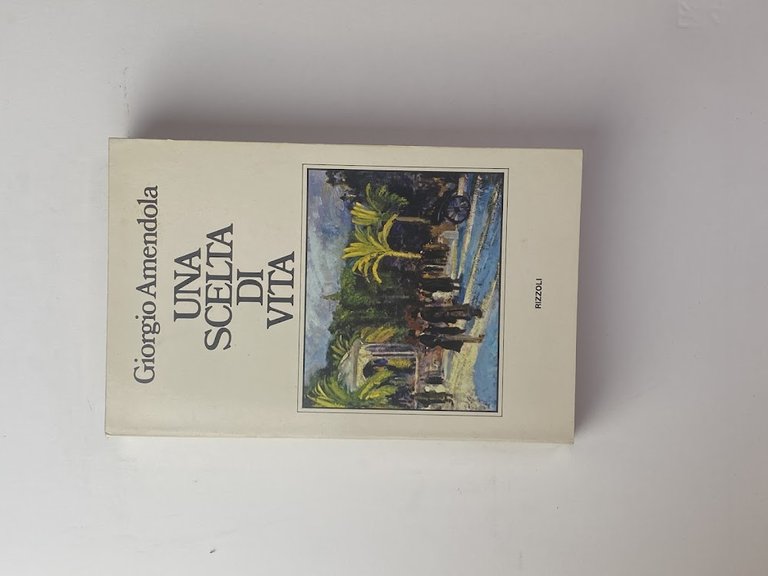 Giorgio Amendola
UNA
SCELTA
DI
VITA
RIZZOLI